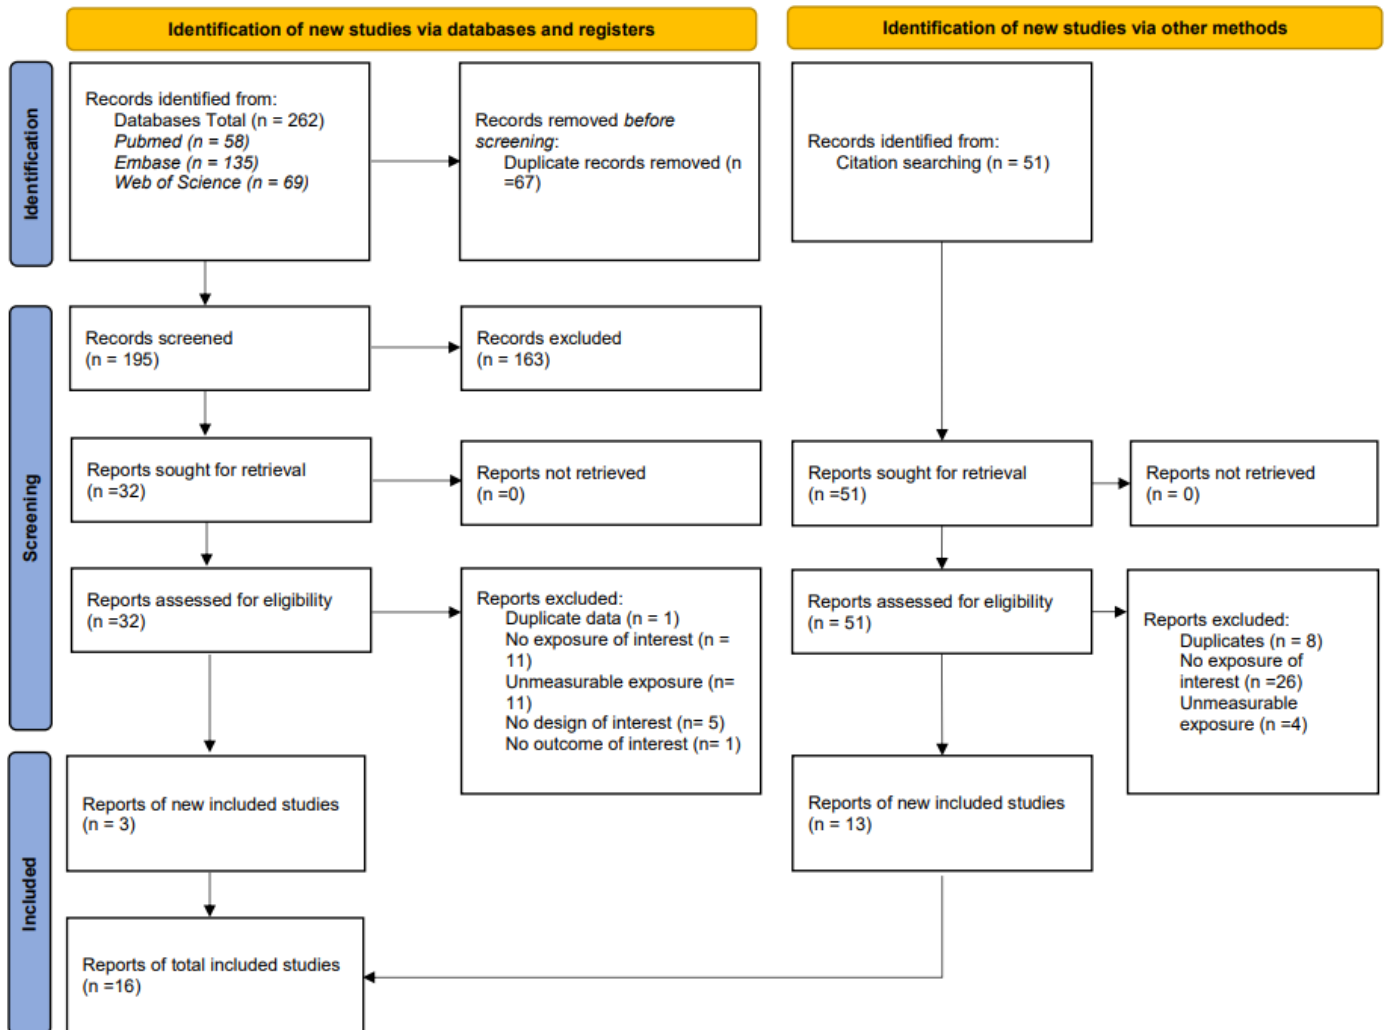 Identification of new studies via databases and registers
Identification of new studies via other methods
Identification
Records identified from:
Databases Total (n = 262)
Pubmed (n = 58)
Embase (n = 135)
Web of Science (n = 69)
Records removed before
screening:
Duplicate records removed (n
=67)
Records identified from:
Citation searching (n = 51)
Screening
Records screened
(n = 195)
Records excluded
(n = 163)
Reports sought for retrieval
(n =32)
Reports not retrieved
(n =0)
Reports sought for retrieval
(n =51)
Reports not retrieved
(n = 0)
Reports assessed for eligibility
(n =32)
Reports excluded:
Duplicate data (n = 1)
No exposure of interest (n =
11)
Unmeasurable exposure (n=
11)
No design of interest (n= 5)
No outcome of interest (n= 1)
Reports assessed for eligibility
(n = 51)
Reports excluded:
Duplicates (n = 8)
No exposure of
interest (n =26)
Unmeasurable
exposure (n =4)
Included
Reports of new included studies
(n = 3)
Reports of new included studies
(n = 13)
Reports of total included studies
(n =16)